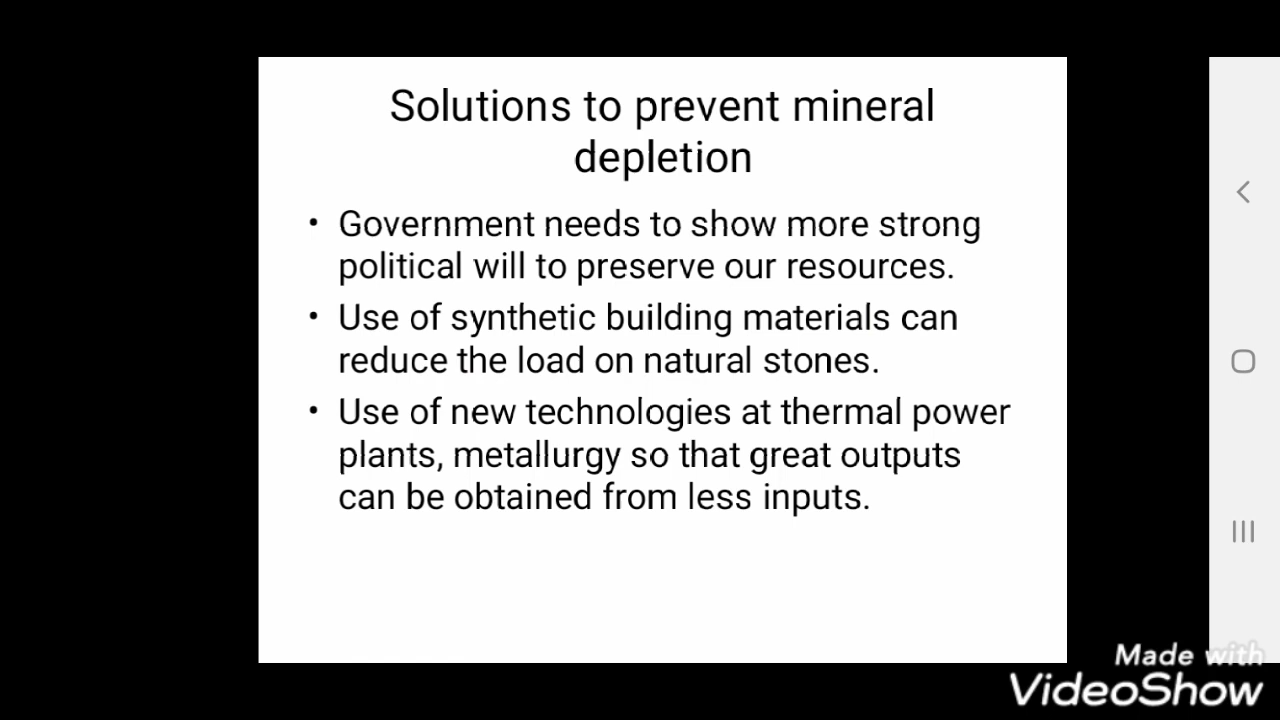 Solutions to prevent mineral
depletion
• Government needs to show more strong
political will to preserve our resources.
• Use of synthetic building materials can
reduce the load on natural stones.
• Use of new technologies at thermal power
plants, metallurgy so that great outputs
can be obtained from less inputs.
Made with
VideoShow